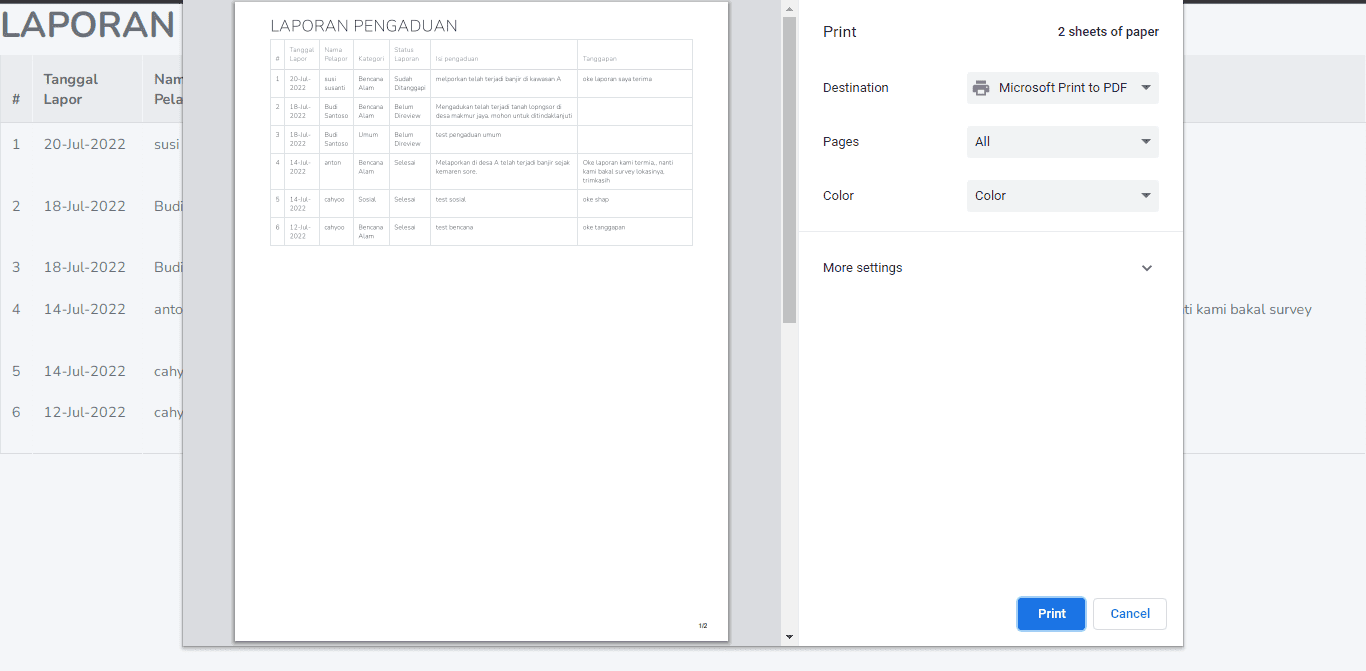 LAPORAN
# Tanggal Lapor Nam Pela
1 20-Jul-2022 susi
2 18-Jul-2022 Budi
3 18-Jul-2022 Budi
4 14-Jul-2022 anto
5 14-Jul-2022 cahy
6 12-Jul-2022 cahy
LAPORAN PENGADUAN
# Tanggal Lapor Nama Pelapor Kategori Status Laporan Isi pengaduan Tanggapan
1 20-Jul-2022 susi susanti Bencana Alam Sudah Ditanggapi melporkan telah terjadi banjir di kawasan A oke laporan saya terima
2 18-Jul-2022 Budi Santoso Bencana Alam Belum Direview Mengadukan telah terjadi tanah lopngsor di desa makmur jaya, mohon untuk ditindaklanjuti
3 18-Jul-2022 Budi Santoso Umum Belum Direview test pengaduan umum
4 14-Jul-2022 anton Bencana Alam Selesai Melaporkan di desa A telah terjadi banjir sejak kemaren sore. Oke laporan kami termia,, nanti kami bakal survey lokasinya. trimkasih
5 14-Jul-2022 cahyoo Sosial Selesai test sosial oke shap
6 12-Jul-2022 cahyoo Bencana Alam Selesai test bencana oke tanggapan
1/2
Print 2 sheets of paper
Destination Microsoft Print to PDF
Pages All
Color Color
More settings
Print Cancel
ti kami bakal survey